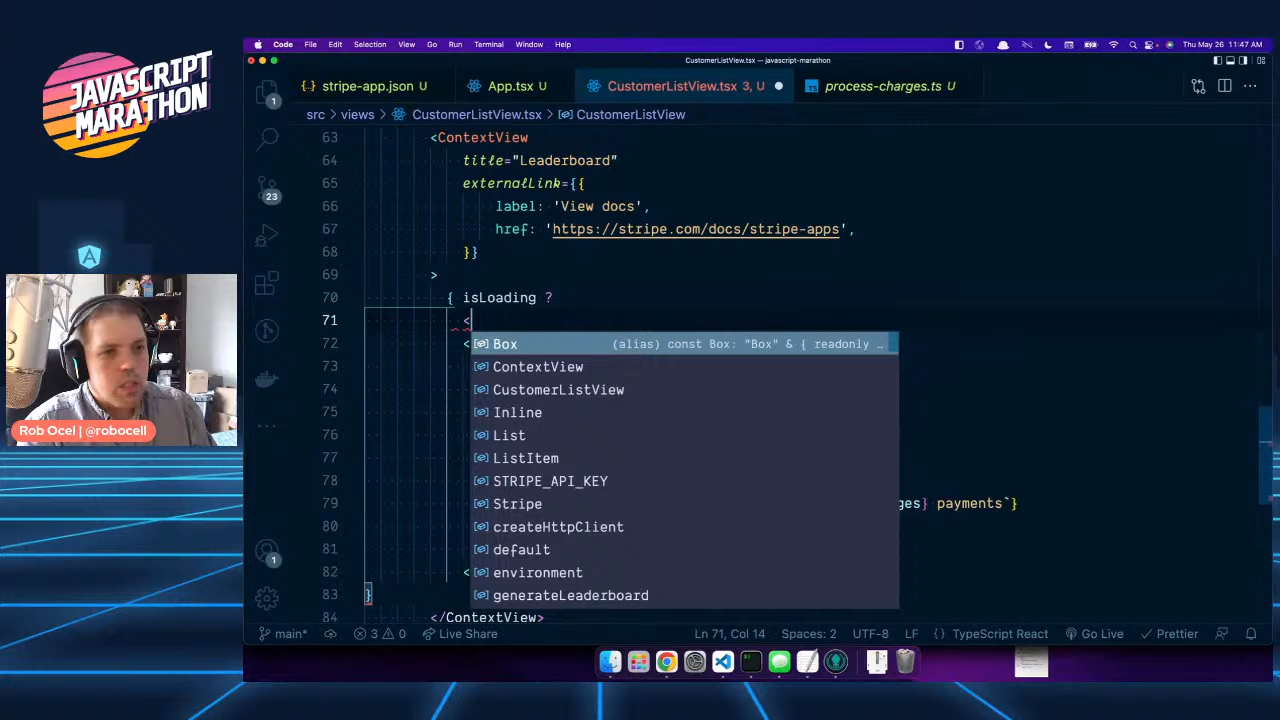 JAVASCRIPT
MARATHON
Rob Ocel | @robocell
Code File Edit Selection View Go Run Terminal Window Help
Thu May 26 11:47 AM
CustomerListView.tsx — javascript-marathon
stripe-app.json U
App.tsx U
CustomerListView.tsx 3, U
process-charges.ts U
src > views > CustomerListView.tsx > CustomerListView
63 <ContextView
64 title="Leaderboard"
65 externalLink={{
66 label: 'View docs',
67 href: 'https://stripe.com/docs/stripe-apps',
68 }}
69 >
70 { isLoading ?
71 <
72 <
Box (alias) const Box: "Box" & { readonly …
73
ContextView
74
CustomerListView
75
Inline
76
List
77
ListItem
78
STRIPE_API_KEY
79 ges} payments`}
Stripe
80
createHttpClient
81
default
82 <
environment
83 }
generateLeaderboard
84 </ContextView>
1
23
1
main*
3 0
Live Share
Ln 71, Col 14
Spaces: 2
UTF-8
LF
{} TypeScript React
Go Live
Prettier